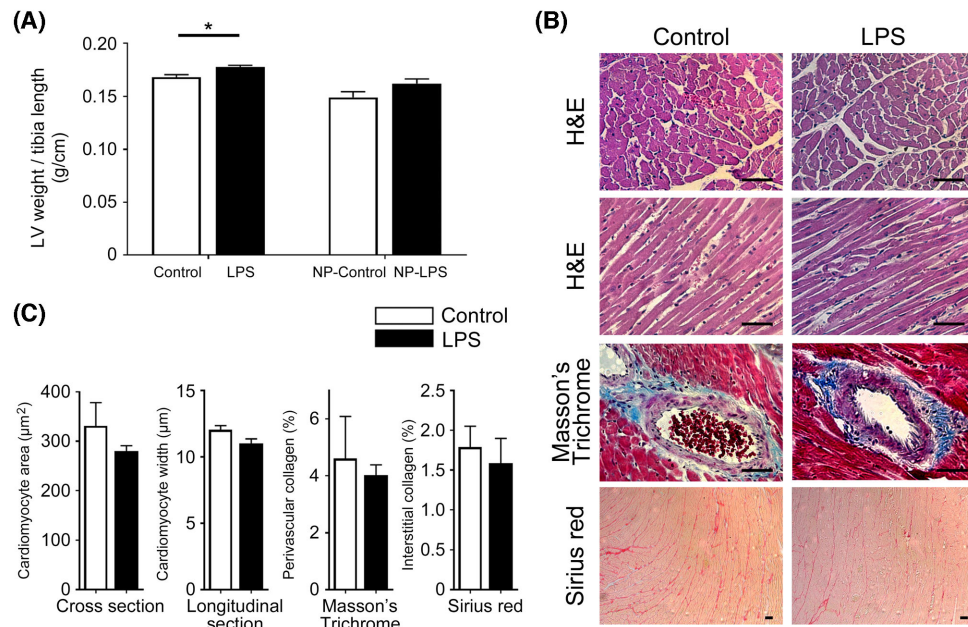 (A)
*
LV weight / tibia length
(g/cm)
0.20
0.15
0.10
0.05
0
Control LPS NP-Control NP-LPS
(B)
Control LPS
H&E
H&E
Masson's
Trichrome
Sirius red
(C)
Control
LPS
Cardiomyocyte area (µm²)
400
300
200
100
0
Cross section
Cardiomyocyte width (µm)
15
10
5
0
Longitudinal
section
Perivascular collagen (%)
6
4
2
0
Masson's
Trichrome
Interstitial collagen (%)
2.0
1.5
1.0
0.5
0.0
Sirius red